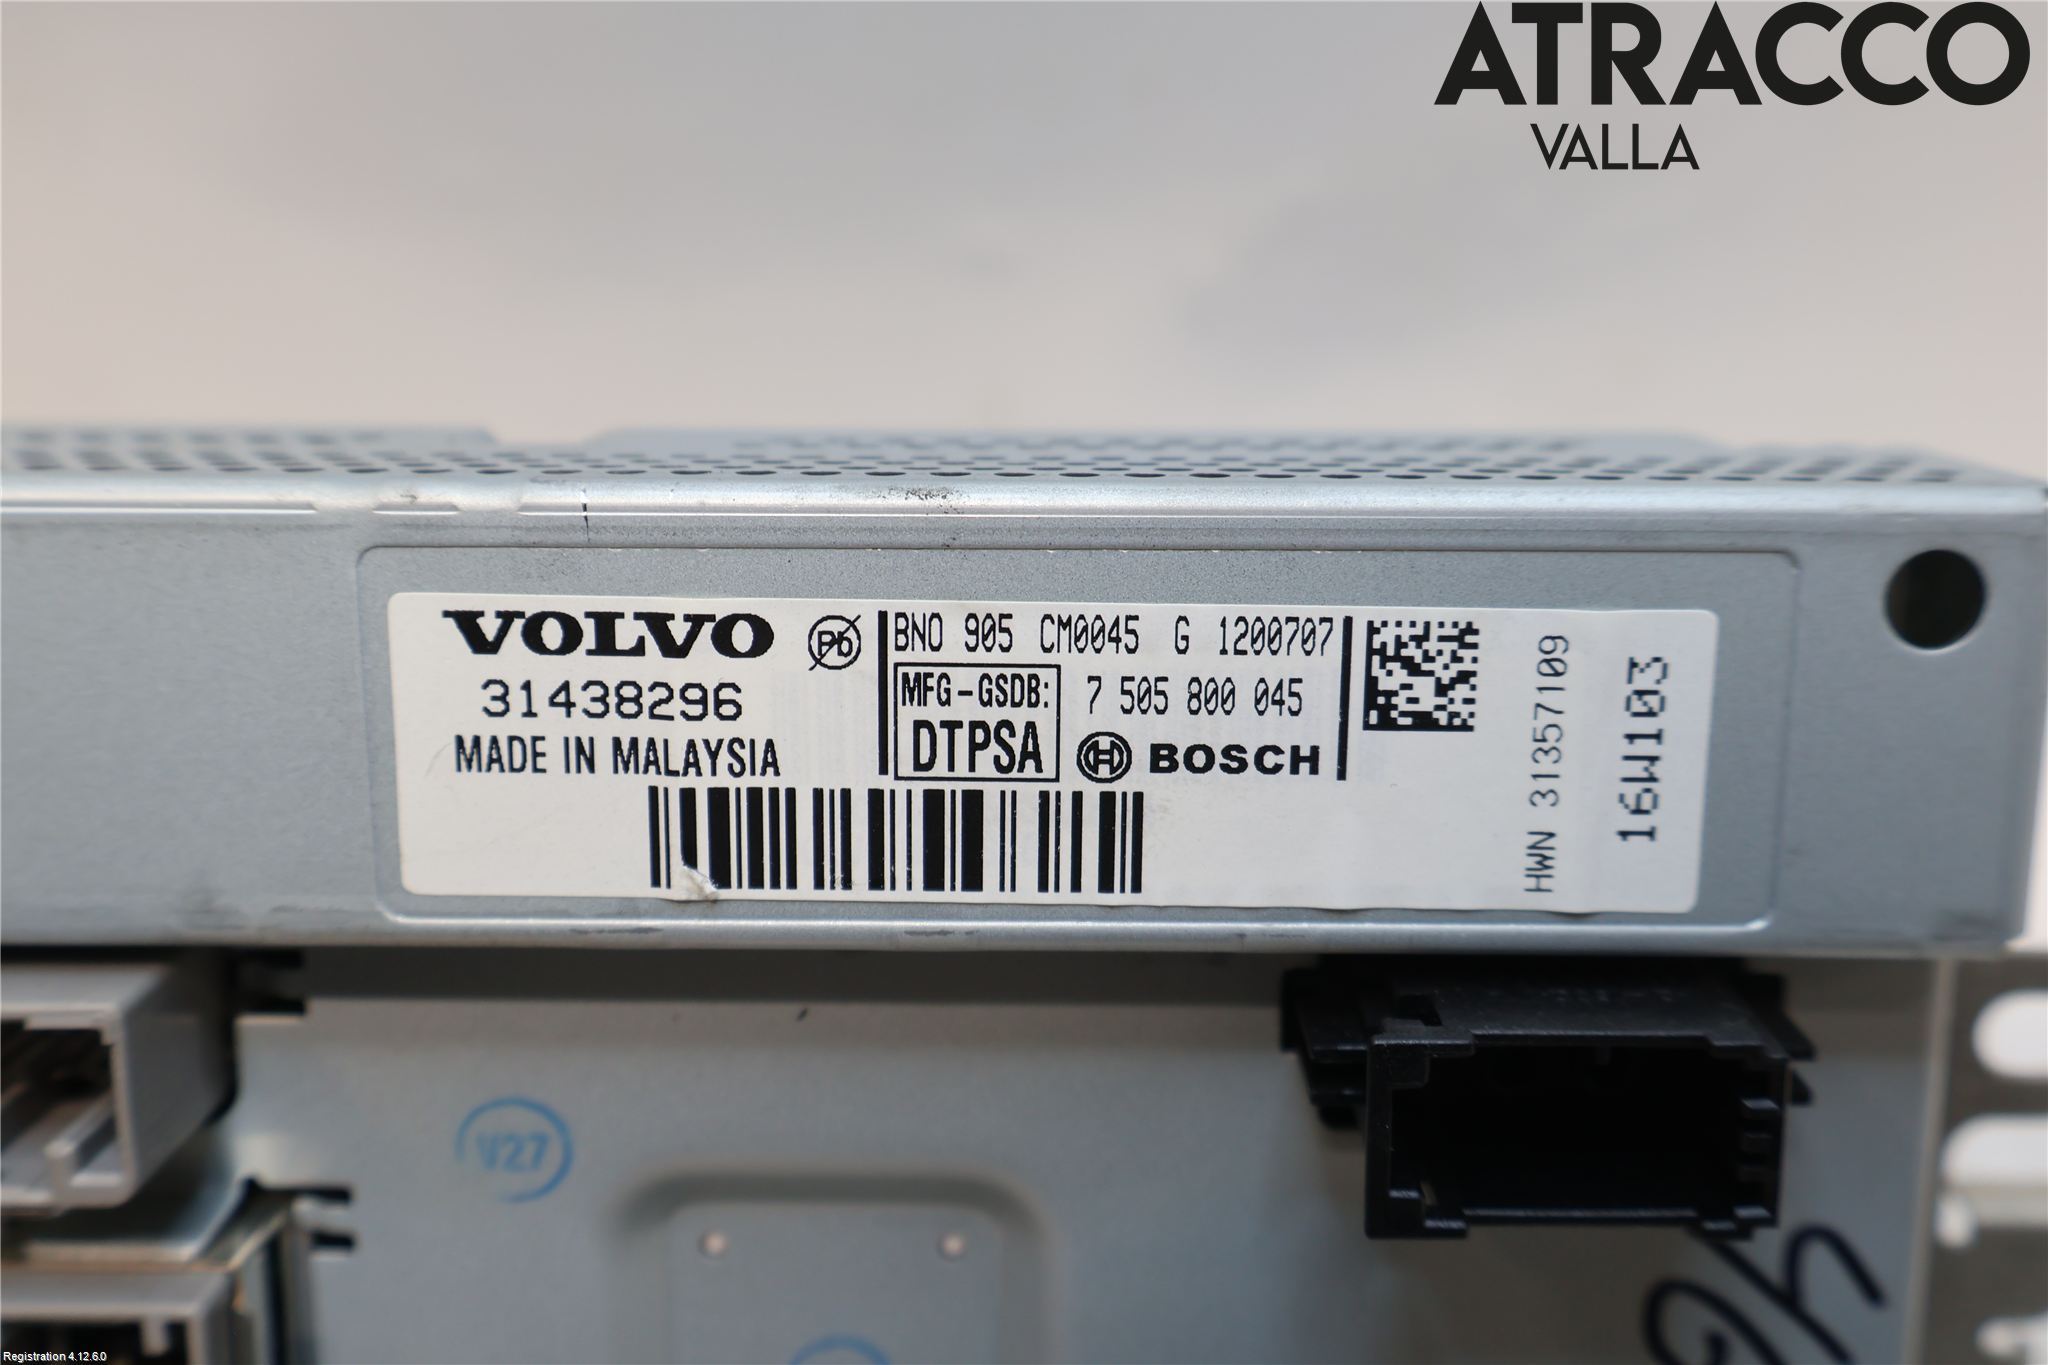 ATRACCO
VALLA
VOLVO
Pb
31438296
MADE IN MALAYSIA
BNO 905 CM0045 G 1200707
MFG-GSDB:
DTPSA
7 505 800 045
BOSCH
HWN 31357109
16W103
V27
Registration 4.12.6.0